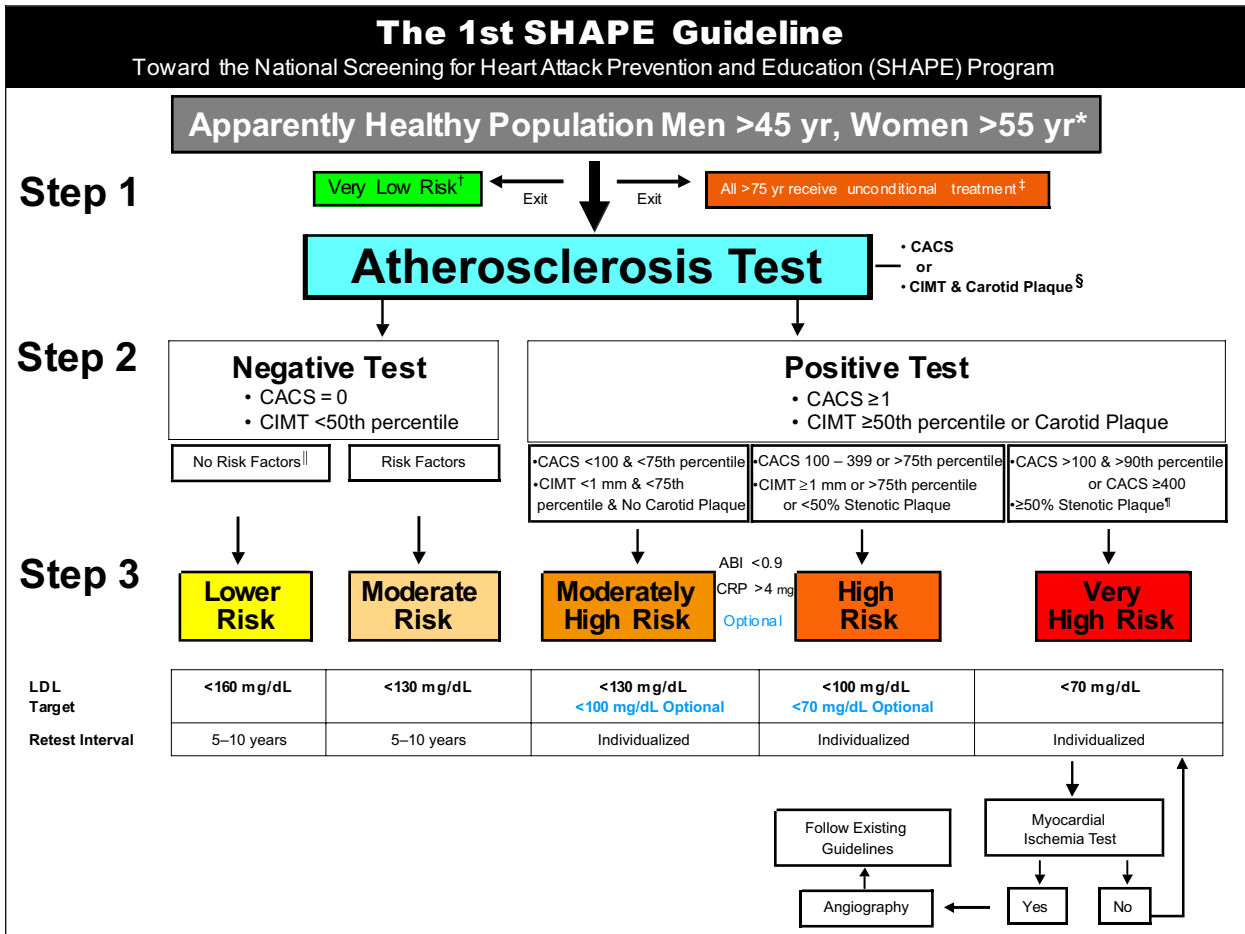 The 1st SHAPE Guideline
Toward the National Screening for Heart Attack Prevention and Education (SHAPE) Program
Apparently Healthy Population Men >45 yr, Women >55 yr*
Step 1
Very Low Risk†
Exit
Exit
All >75 yr receive unconditional treatment‡
Atherosclerosis Test
• CACS
or
• CIMT & Carotid Plaque§
Step 2
Negative Test
• CACS = 0
• CIMT <50th percentile
Positive Test
• CACS ≥1
• CIMT ≥50th percentile or Carotid Plaque
No Risk Factors||
Risk Factors
•CACS <100 & <75th percentile
•CIMT <1 mm & <75th
percentile & No Carotid Plaque
•CACS 100 – 399 or >75th percentile
•CIMT ≥1 mm or >75th percentile
or <50% Stenotic Plaque
•CACS >100 & >90th percentile
or CACS ≥400
•≥50% Stenotic Plaque¶
Step 3
Lower
Risk
Moderate
Risk
Moderately
High Risk
ABI <0.9
CRP >4 mg
Optional
High
Risk
Very
High Risk
LDL
Target
<160 mg/dL
<130 mg/dL
<130 mg/dL
<100 mg/dL Optional
<100 mg/dL
<70 mg/dL Optional
<70 mg/dL
Retest Interval
5–10 years
5–10 years
Individualized
Individualized
Individualized
Myocardial
Ischemia Test
Follow Existing
Guidelines
Angiography
Yes
No